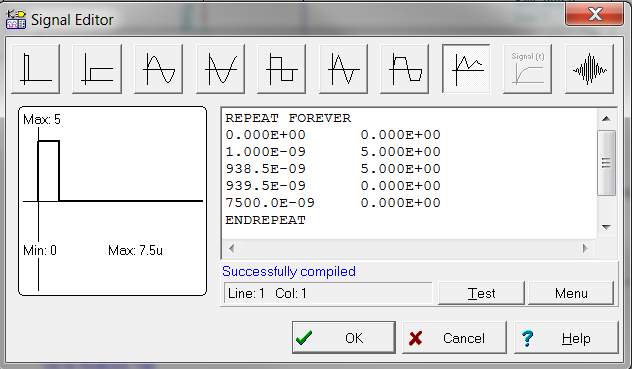 Signal Editor
Signal (t)
Max: 5
Min: 0 Max: 7.5u
REPEAT FOREVER
0.000E+00 0.000E+00
1.000E-09 5.000E+00
938.5E-09 5.000E+00
939.5E-09 0.000E+00
7500.0E-09 0.000E+00
ENDREPEAT
Successfully compiled
Line: 1 Col: 1
Test
Menu
OK
Cancel
? Help